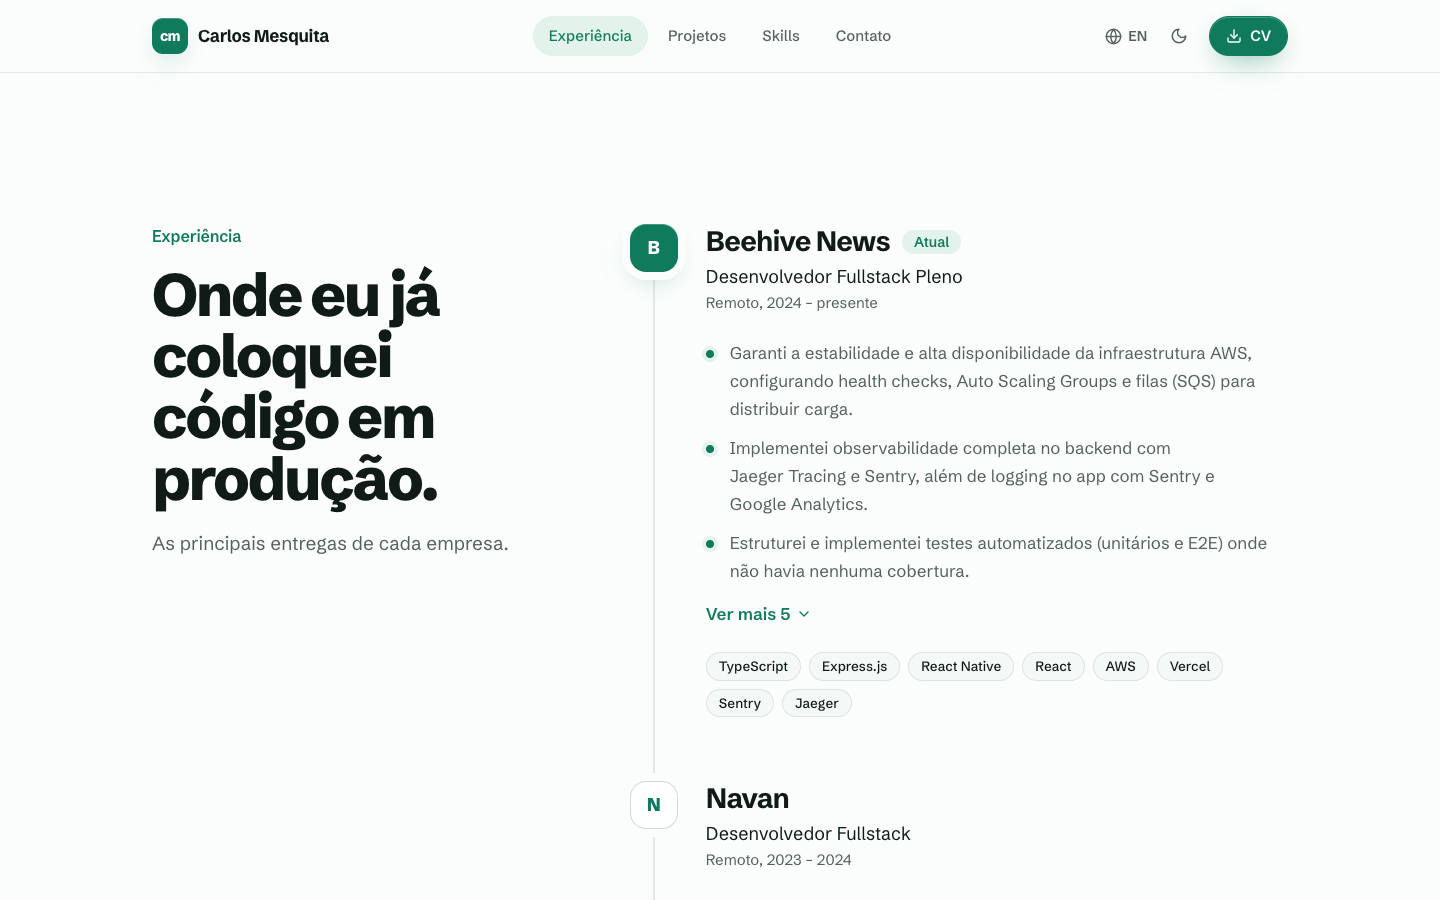 cm Carlos Mesquita Experiência Projetos Skills Contato EN CV
Experiência
Onde eu já
coloquei
código em
produção.
As principais entregas de cada empresa.
B
Beehive News Atual
Desenvolvedor Fullstack Pleno
Remoto, 2024 – presente
Garanti a estabilidade e alta disponibilidade da infraestrutura AWS,
configurando health checks, Auto Scaling Groups e filas (SQS) para
distribuir carga.
Implementei observabilidade completa no backend com
Jaeger Tracing e Sentry, além de logging no app com Sentry e
Google Analytics.
Estruturei e implementei testes automatizados (unitários e E2E) onde
não havia nenhuma cobertura.
Ver mais 5
TypeScript Express.js React Native React AWS Vercel
Sentry Jaeger
N
Navan
Desenvolvedor Fullstack
Remoto, 2023 – 2024